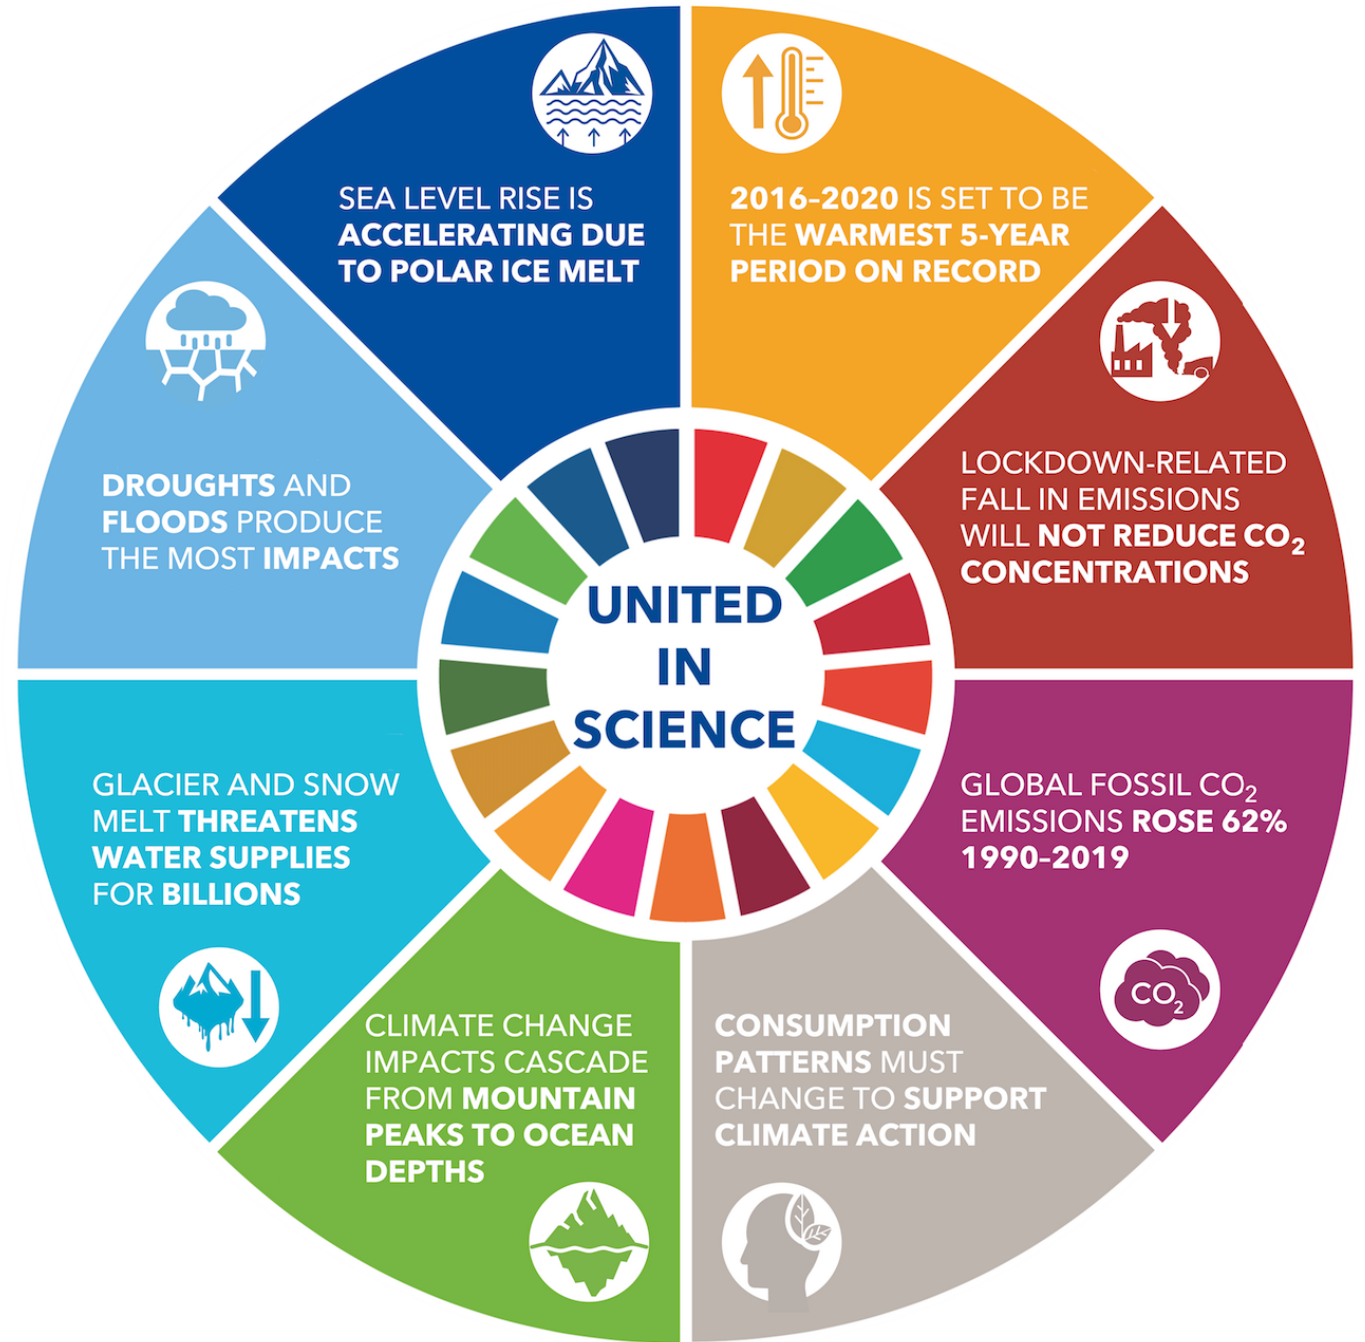 SEA LEVEL RISE IS
ACCELERATING DUE
TO POLAR ICE MELT
2016–2020 IS SET TO BE
THE WARMEST 5-YEAR
PERIOD ON RECORD
LOCKDOWN-RELATED
FALL IN EMISSIONS
WILL NOT REDUCE CO₂
CONCENTRATIONS
GLOBAL FOSSIL CO₂
EMISSIONS ROSE 62%
1990–2019
CO₂
CONSUMPTION
PATTERNS MUST
CHANGE TO SUPPORT
CLIMATE ACTION
CLIMATE CHANGE
IMPACTS CASCADE
FROM MOUNTAIN
PEAKS TO OCEAN
DEPTHS
GLACIER AND SNOW
MELT THREATENS
WATER SUPPLIES
FOR BILLIONS
DROUGHTS AND
FLOODS PRODUCE
THE MOST IMPACTS
UNITED
IN
SCIENCE